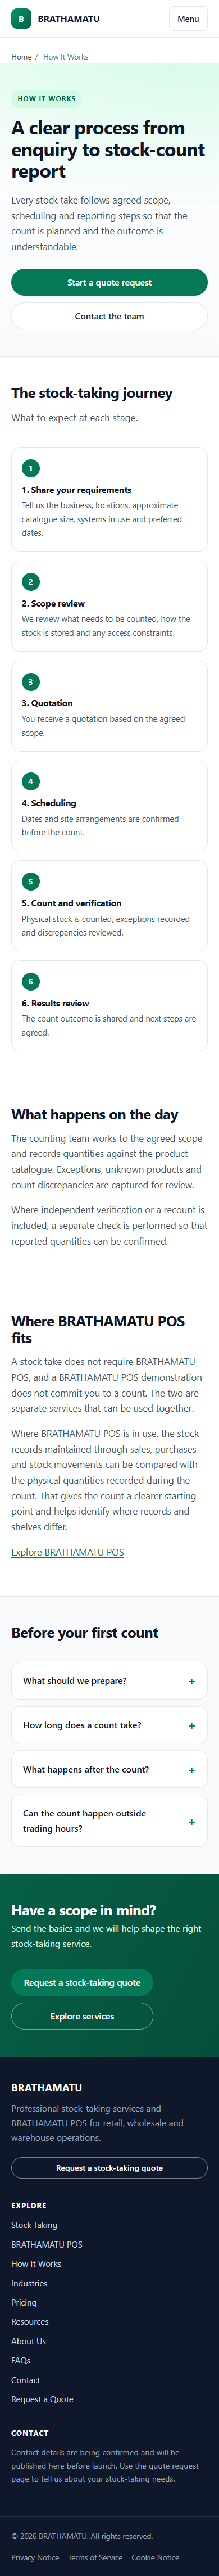 B BRATHAMATU Menu
Home / How It Works
HOW IT WORKS
A clear process from
enquiry to stock-count
report
Every stock take follows agreed scope,
scheduling and reporting steps so that the
count is planned and the outcome is
understandable.
Start a quote request
Contact the team
The stock-taking journey
What to expect at each stage.
1
1. Share your requirements
Tell us the business, locations, approximate
catalogue size, systems in use and preferred
dates.
2
2. Scope review
We review what needs to be counted, how the
stock is stored and any access constraints.
3
3. Quotation
You receive a quotation based on the agreed
scope.
4
4. Scheduling
Dates and site arrangements are confirmed
before the count.
5
5. Count and verification
Physical stock is counted, exceptions recorded
and discrepancies reviewed.
6
6. Results review
The count outcome is shared and next steps are
agreed.
What happens on the day
The counting team works to the agreed scope
and records quantities against the product
catalogue. Exceptions, unknown products and
count discrepancies are captured for review.
Where independent verification or a recount is
included, a separate check is performed so that
reported quantities can be confirmed.
Where BRATHAMATU POS
fits
A stock take does not require BRATHAMATU
POS, and a BRATHAMATU POS demonstration
does not commit you to a count. The two are
separate services that can be used together.
Where BRATHAMATU POS is in use, the stock
records maintained through sales, purchases
and stock movements can be compared with
the physical quantities recorded during the
count. That gives the count a clearer starting
point and helps identify where records and
shelves differ.
Explore BRATHAMATU POS
Before your first count
What should we prepare? +
How long does a count take? +
What happens after the count? +
Can the count happen outside
trading hours? +
Have a scope in mind?
Send the basics and we will help shape the right
stock-taking service.
Request a stock-taking quote
Explore services
BRATHAMATU
Professional stock-taking services and
BRATHAMATU POS for retail, wholesale and
warehouse operations.
Request a stock-taking quote
EXPLORE
Stock Taking
BRATHAMATU POS
How It Works
Industries
Pricing
Resources
About Us
FAQs
Contact
Request a Quote
CONTACT
Contact details are being confirmed and will be
published here before launch. Use the quote request
page to tell us about your stock-taking needs.
© 2026 BRATHAMATU. All rights reserved.
Privacy Notice Terms of Service Cookie Notice